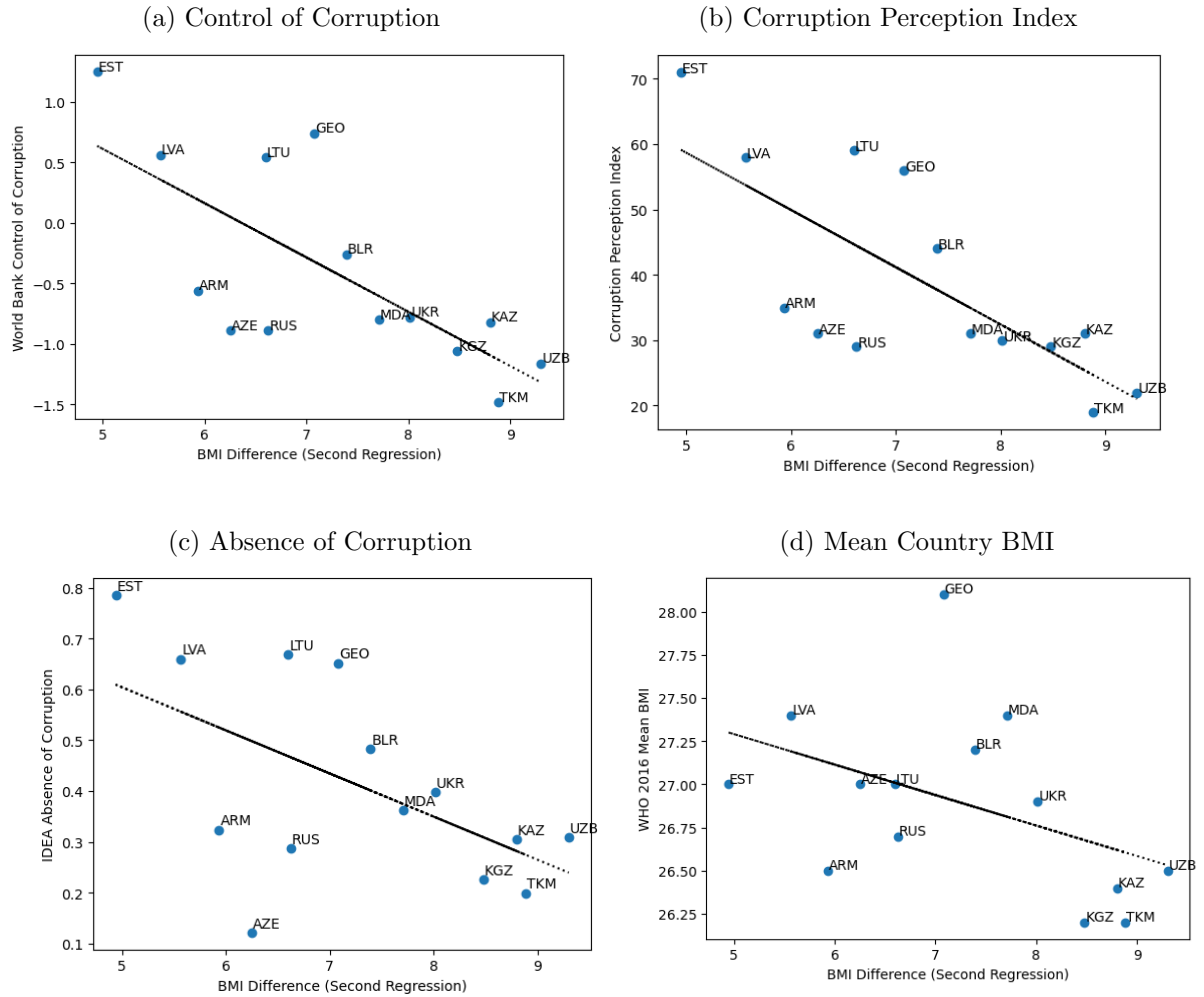 (a) Control of Corruption
World Bank Control of Corruption
1.0
0.5
0.0
−0.5
−1.0
−1.5
EST
LVA
LTU
GEO
BLR
ARM
AZE
RUS
MDA
UKR
KAZ
KGZ
UZB
TKM
5 6 7 8 9
BMI Difference (Second Regression)
(b) Corruption Perception Index
Corruption Perception Index
70
60
50
40
30
20
EST
LVA
LTU
GEO
BLR
ARM
AZE
RUS
MDA
UKR
KGZ
KAZ
UZB
TKM
5 6 7 8 9
BMI Difference (Second Regression)
(c) Absence of Corruption
IDEA Absence of Corruption
0.8
0.7
0.6
0.5
0.4
0.3
0.2
0.1
EST
LVA
LTU
GEO
BLR
UKR
MDA
ARM
RUS
KAZ
UZB
KGZ
TKM
AZE
5 6 7 8 9
BMI Difference (Second Regression)
(d) Mean Country BMI
WHO 2016 Mean BMI
28.00
27.75
27.50
27.25
27.00
26.75
26.50
26.25
GEO
LVA
MDA
BLR
EST
AZE
LTU
UKR
RUS
ARM
UZB
KAZ
KGZ
TKM
5 6 7 8 9
BMI Difference (Second Regression)